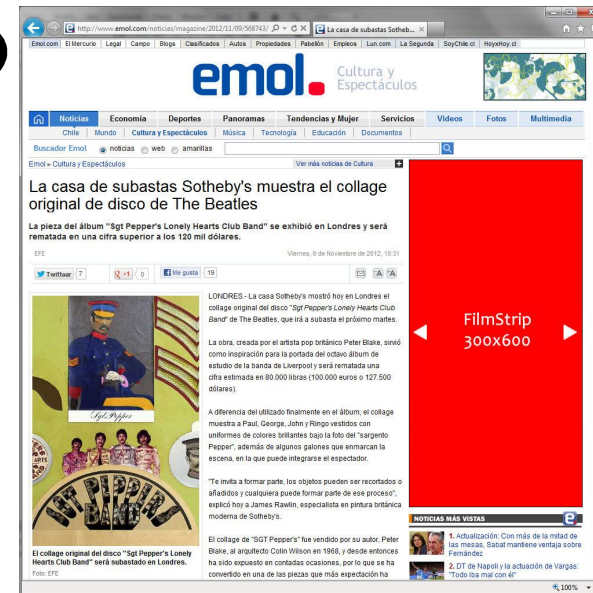 http://www.emol.com/noticias/magazine/2012/11/09/568743/
La casa de subastas Sotheb...
Emol.com El Mercurio Legal Campo Blogs Clasificados Autos Propiedades Pabellón Empleos Lun.com La Segunda SoyChile.cl HoyxHoy.cl
emol.
Cultura y
Espectáculos
Noticias Economía Deportes Panoramas Tendencias y Mujer Servicios Videos Fotos Multimedia
Chile Mundo Cultura y Espectáculos Música Tecnología Educación Documentos
Buscador Emol noticias web amarillas
Emol » Cultura y Espectáculos
Ver más noticias de Cultura +
La casa de subastas Sotheby's muestra el collage
original de disco de The Beatles
La pieza del álbum "Sgt Pepper's Lonely Hearts Club Band" se exhibió en Londres y será
rematada en una cifra superior a los 120 mil
dólares.
EFE
Viernes, 9 de Noviembre de 2012, 10:31
Twittear 7 +1 0 Me gusta 19
Sgt. Pepper
SGT PEPPER'S
BAND
El collage original del disco "Sgt Pepper's Lonely
Hearts Club Band" será subastado en Londres.
Foto: EFE
LONDRES.- La casa Sotheby's mostró hoy en Londres el
collage original del disco "Sgt Pepper's Lonely Hearts Club
Band" de The Beatles, que irá a subasta el próximo martes.
La obra, creada por el artista pop británico Peter Blake, sirvió
como inspiración para la portada del octavo álbum de
estudio de la banda de Liverpool y será rematada una
cifra estimada en 80.000 libras (100.000 euros o 127.500
dólares).
A diferencia del utilizado finalmente en el álbum, el collage
muestra a Paul, George, John y Ringo vestidos con
uniformes de colores brillantes bajo la foto del "sargento
Pepper", además de algunos galones que enmarcan la
escena, en la que puede integrarse el espectador.
"Te invita a formar parte, los objetos pueden ser recortados o
añadidos y cualquiera puede formar parte de ese proceso",
explicó hoy a James Rawlin, especialista en pintura británica
moderna de Sotheby's.
El collage de "SGT Pepper's" fue vendido por su autor, Peter
Blake, al arquitecto Colin Wilson en 1968, y desde entonces
ha sido expuesto en contadas ocasiones, por lo que se ha
convertido en una de las piezas que más expectación ha
FilmStrip
300x600
NOTICIAS MÁS VISTAS
1. Actualización: Con más de la mitad de
las mesas, Sabat mantiene ventaja sobre
Fernández
2. DT de Napoli y la actuación de Vargas:
"Todo iba mal con él"
100%